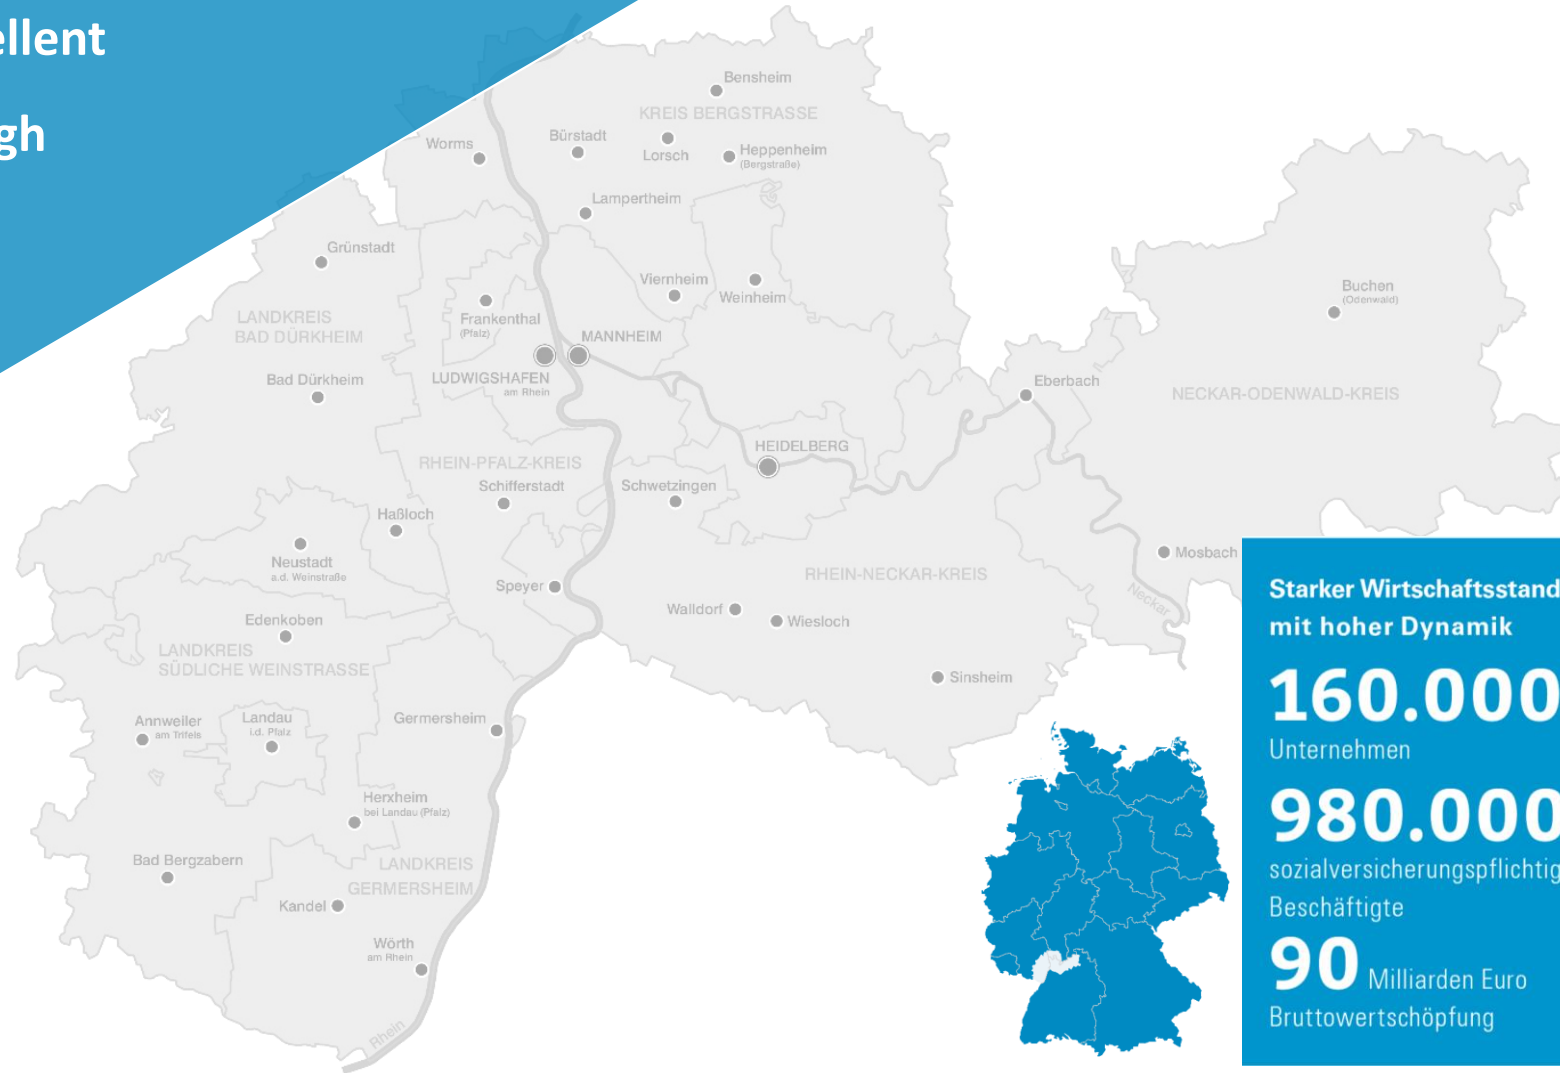 ellent
gh
Bensheim
KREIS BERGSTRASSE
Worms
Bürstadt
Lorsch
Heppenheim
(Bergstraße)
Lampertheim
Grünstadt
Viernheim
Weinheim
Buchen
(Odenwald)
LANDKREIS
BAD DÜRKHEIM
Frankenthal
(Pfalz)
MANNHEIM
Bad Dürkheim
LUDWIGSHAFEN
am Rhein
Eberbach
NECKAR-ODENWALD-KREIS
HEIDELBERG
RHEIN-PFALZ-KREIS
Schifferstadt
Schwetzingen
Haßloch
Neustadt
a.d. Weinstraße
Mosbach
Speyer
RHEIN-NECKAR-KREIS
Neckar
Walldorf
Wiesloch
Edenkoben
LANDKREIS
SÜDLICHE WEINSTRASSE
Sinsheim
Annweiler
am Trifels
Landau
i.d. Pfalz
Germersheim
Herxheim
bei Landau (Pfalz)
Bad Bergzabern
LANDKREIS
GERMERSHEIM
Kandel
Wörth
am Rhein
Rhein
Starker Wirtschaftsstand
mit hoher Dynamik
160.000
Unternehmen
980.000
sozialversicherungspflichtig
Beschäftigte
90 Milliarden Euro
Bruttowertschöpfung